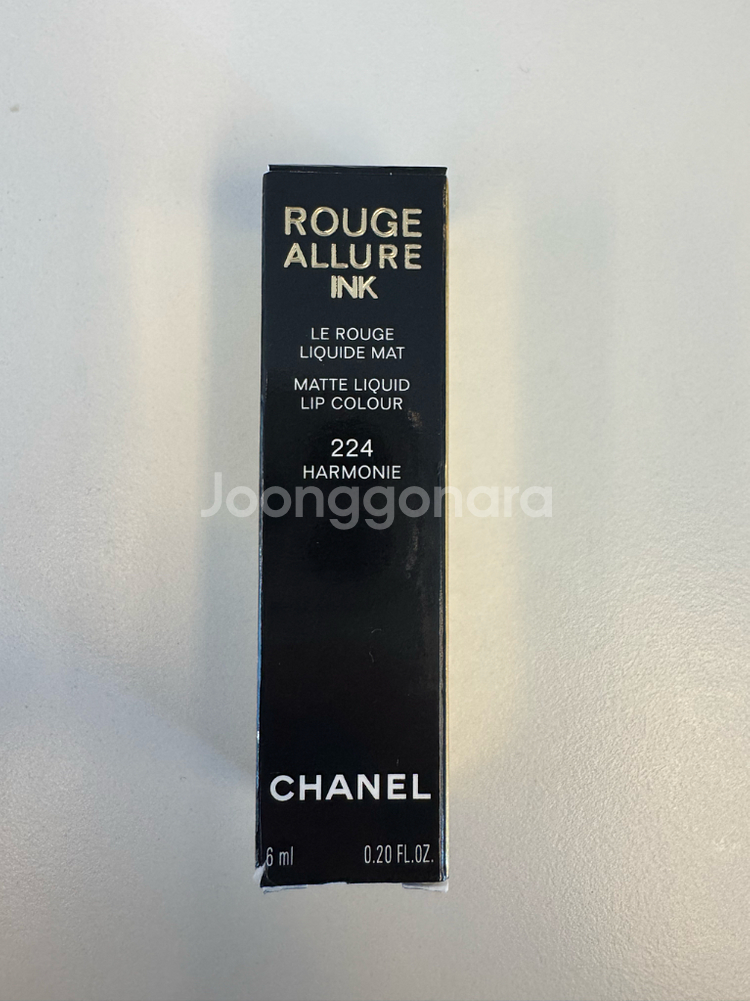 ROUGE
ALLURE
INK
LE ROUGE
LIQUIDE MAT
MATTE LIQUID
LIP COLOUR
224
HARMONIE
Joonggonara
CHANEL
6 ml 0.20 FL.OZ.